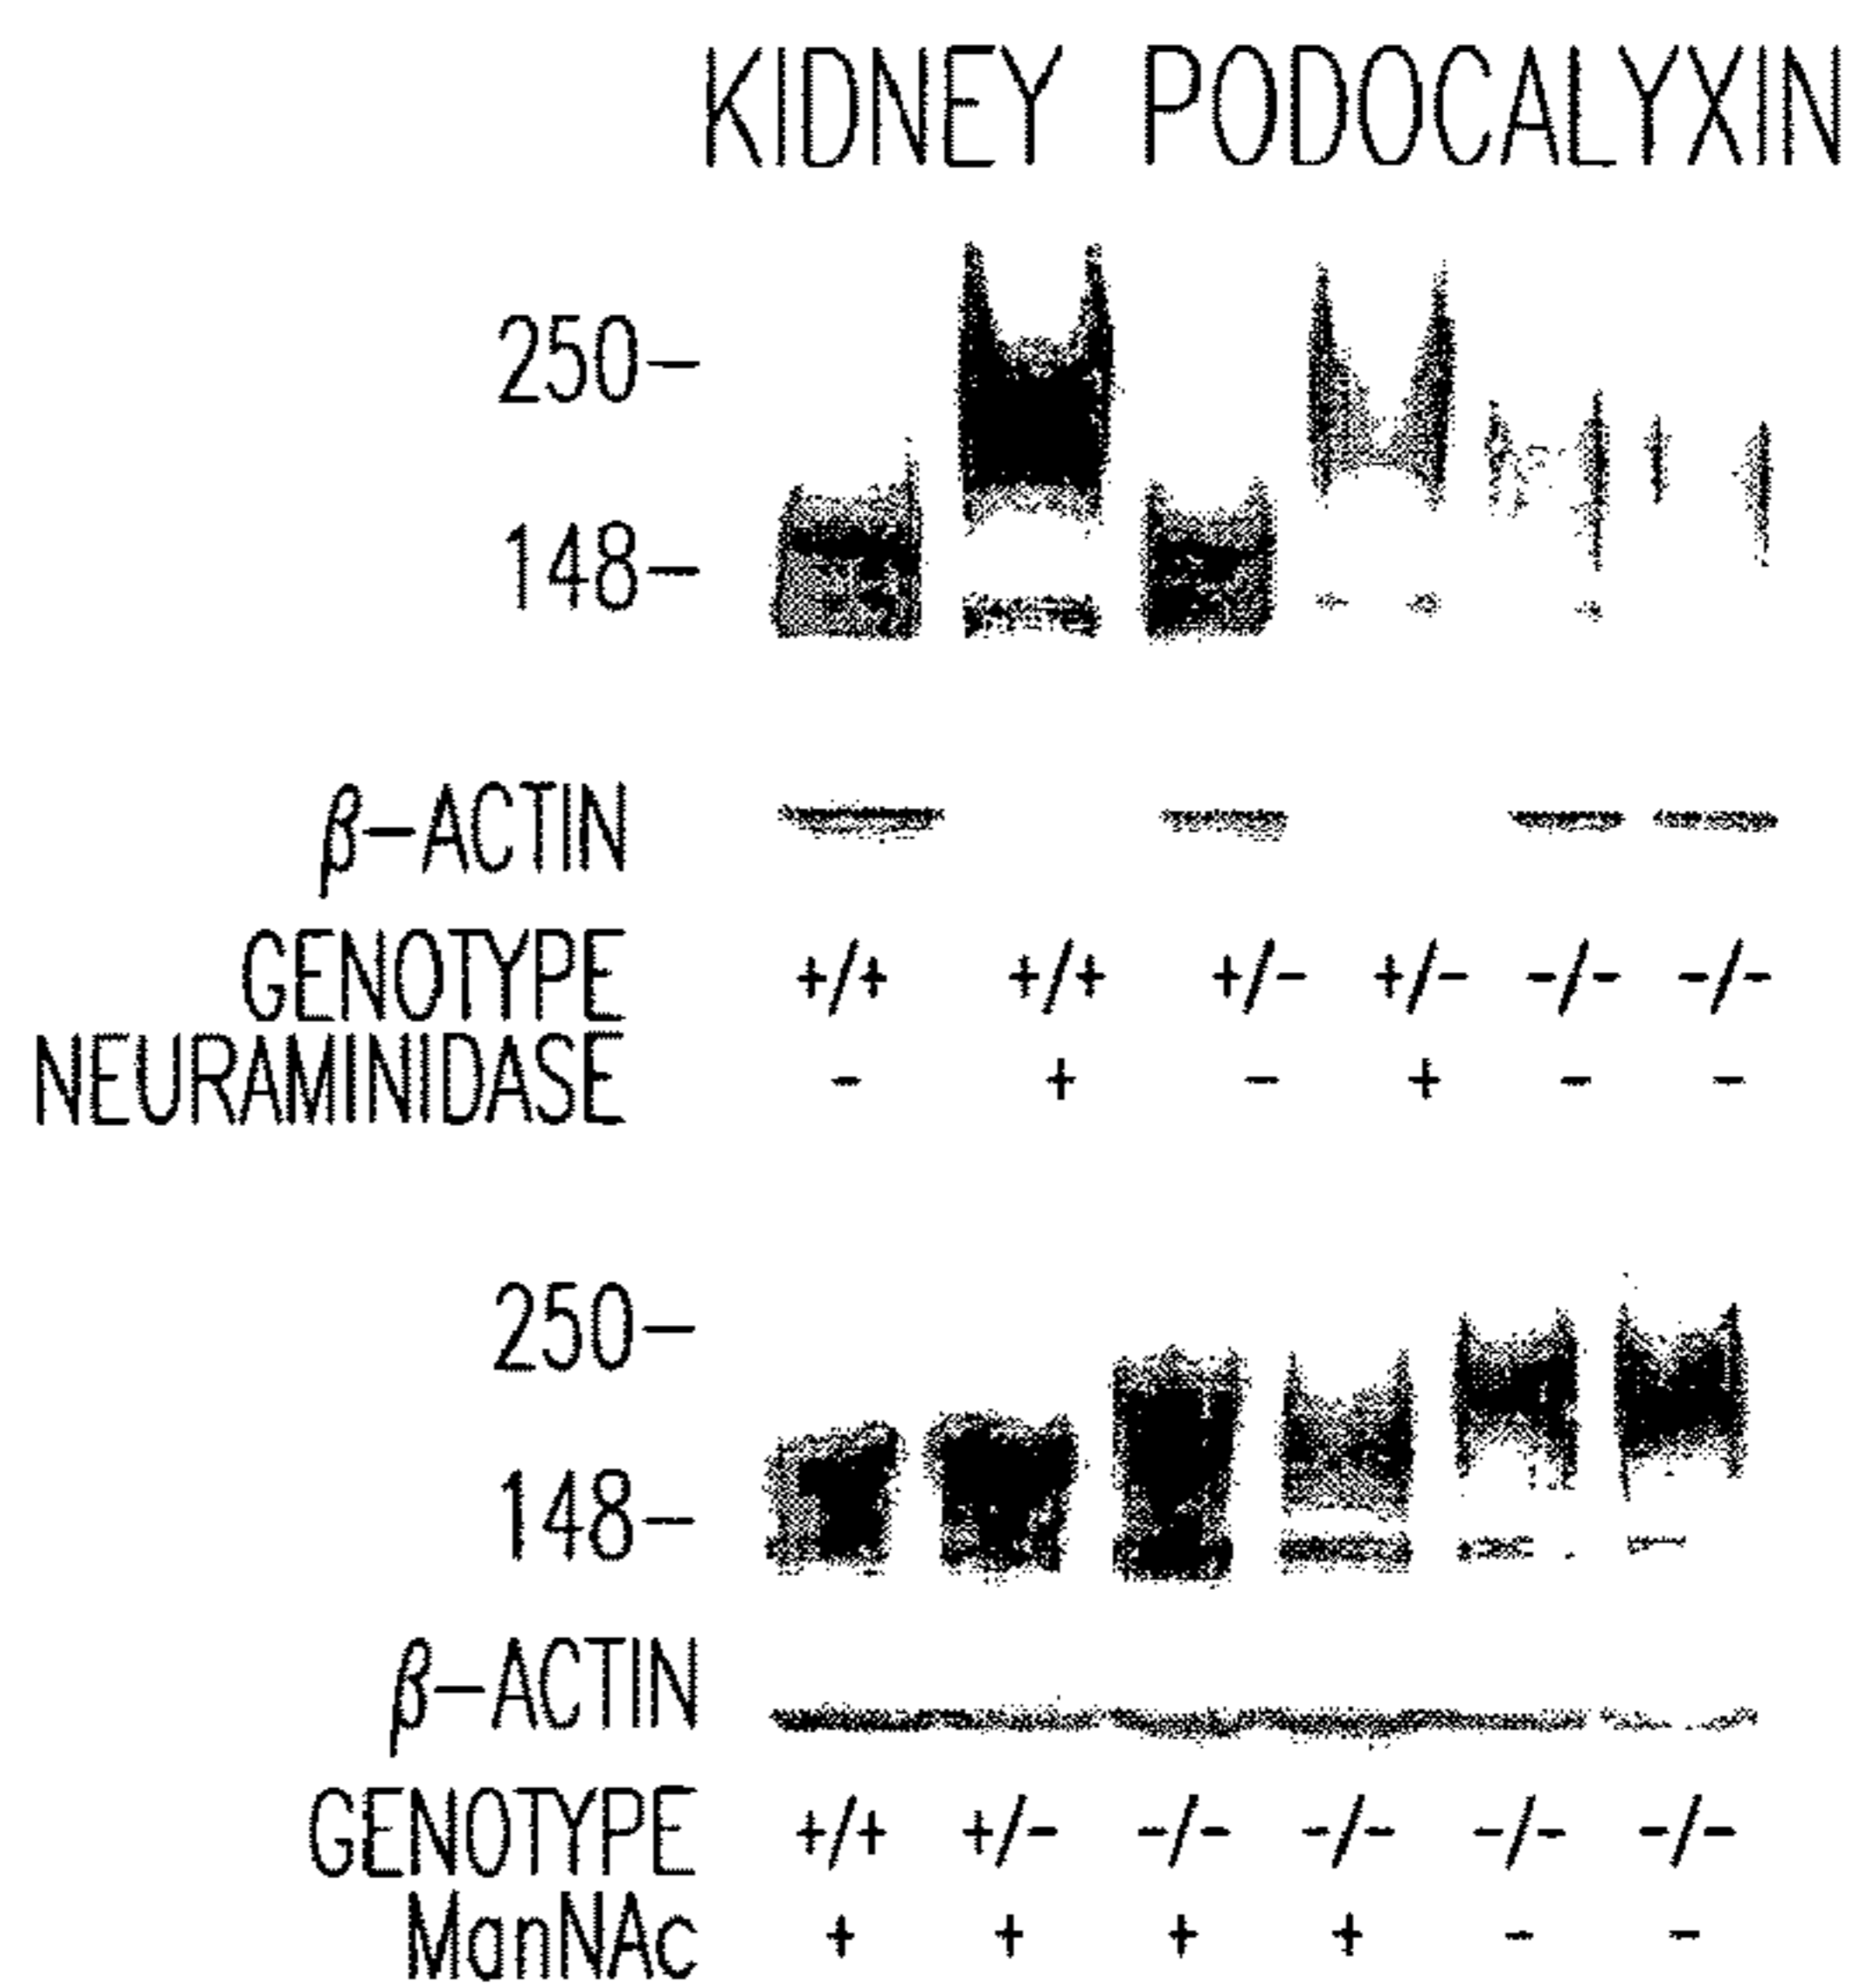 KIDNEY PODOCALYXIN
250-
148-
β-ACTIN
GENOTYPE +/+ +/+ +/- +/- -/- -/-
NEURAMINIDASE - + - + - -
250-
148-
β-ACTIN
GENOTYPE +/+ +/- -/- -/- -/- -/-
ManNAc + + + + - -